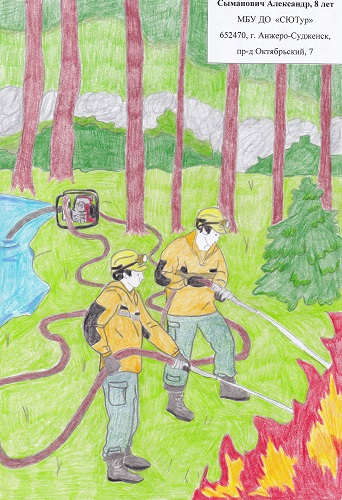 Сыманович Александр, 8 лет
МБУ ДО «СЮТур»
652470, г. Анжеро-Судженск,
пр-д Октябрьский, 7